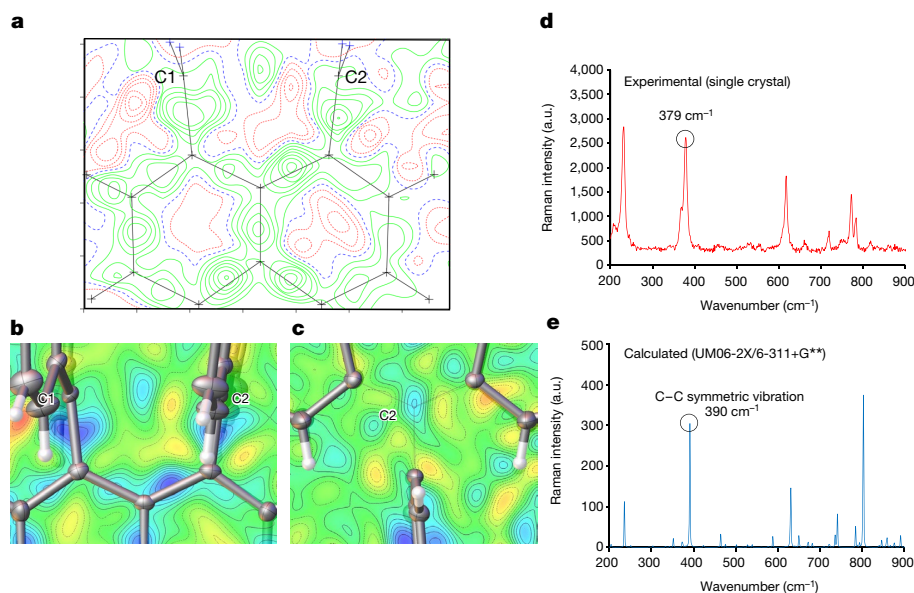 a
C1
C2
b
C1
C2
c
C2
d
4,000
3,500
3,000
2,500
2,000
1,500
1,000
500
0
Raman intensity (a.u.)
Experimental (single crystal)
379 cm⁻¹
200 300 400 500 600 700 800 900
Wavenumber (cm⁻¹)
e
500
400
300
200
100
0
Raman intensity (a.u.)
Calculated (UM06-2X/6-311+G**)
C−C symmetric vibration
390 cm⁻¹
200 300 400 500 600 700 800 900
Wavenumber (cm⁻¹)